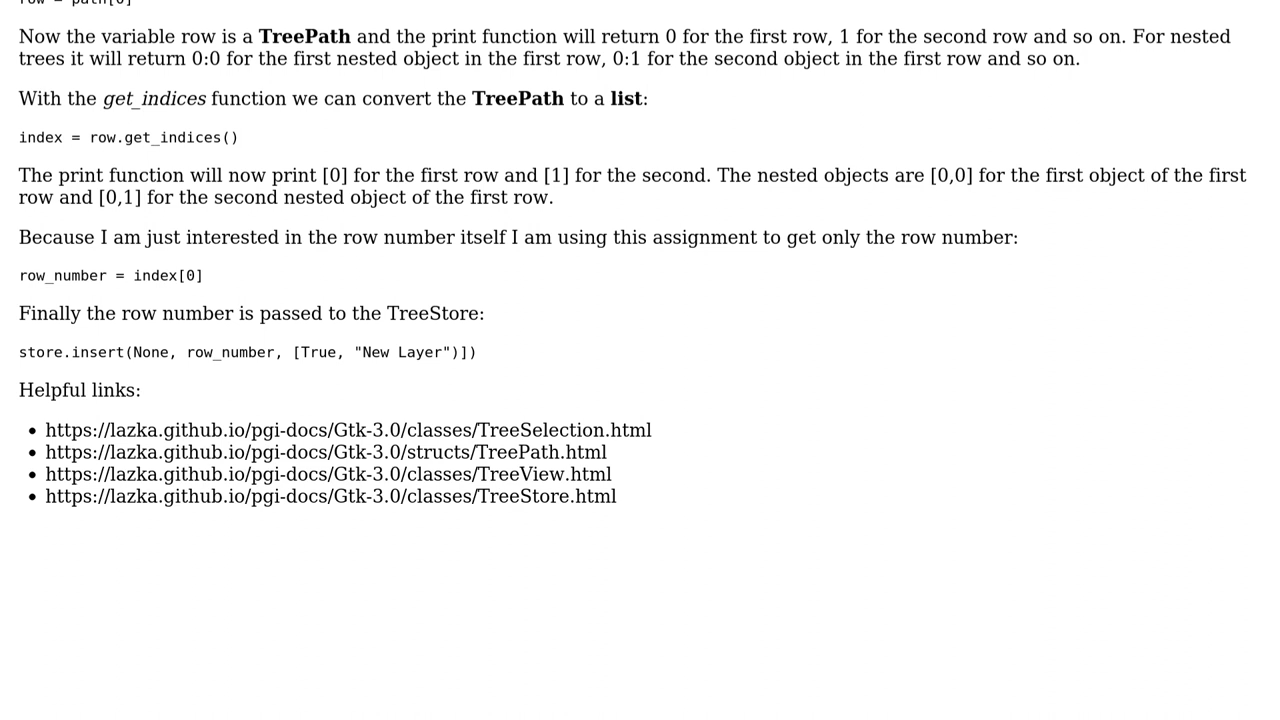 row = path[0]
Now the variable row is a TreePath and the print function will return 0 for the first row, 1 for the second row and so on. For nested
trees it will return 0:0 for the first nested object in the first row, 0:1 for the second object in the first row and so on.
With the get_indices function we can convert the TreePath to a list:
index = row.get_indices()
The print function will now print [0] for the first row and [1] for the second. The nested objects are [0,0] for the first object of the first
row and [0,1] for the second nested object of the first row.
Because I am just interested in the row number itself I am using this assignment to get only the row number:
row_number = index[0]
Finally the row number is passed to the TreeStore:
store.insert(None, row_number, [True, "New Layer")])
Helpful links:
• https://lazka.github.io/pgi-docs/Gtk-3.0/classes/TreeSelection.html
• https://lazka.github.io/pgi-docs/Gtk-3.0/structs/TreePath.html
• https://lazka.github.io/pgi-docs/Gtk-3.0/classes/TreeView.html
• https://lazka.github.io/pgi-docs/Gtk-3.0/classes/TreeStore.html